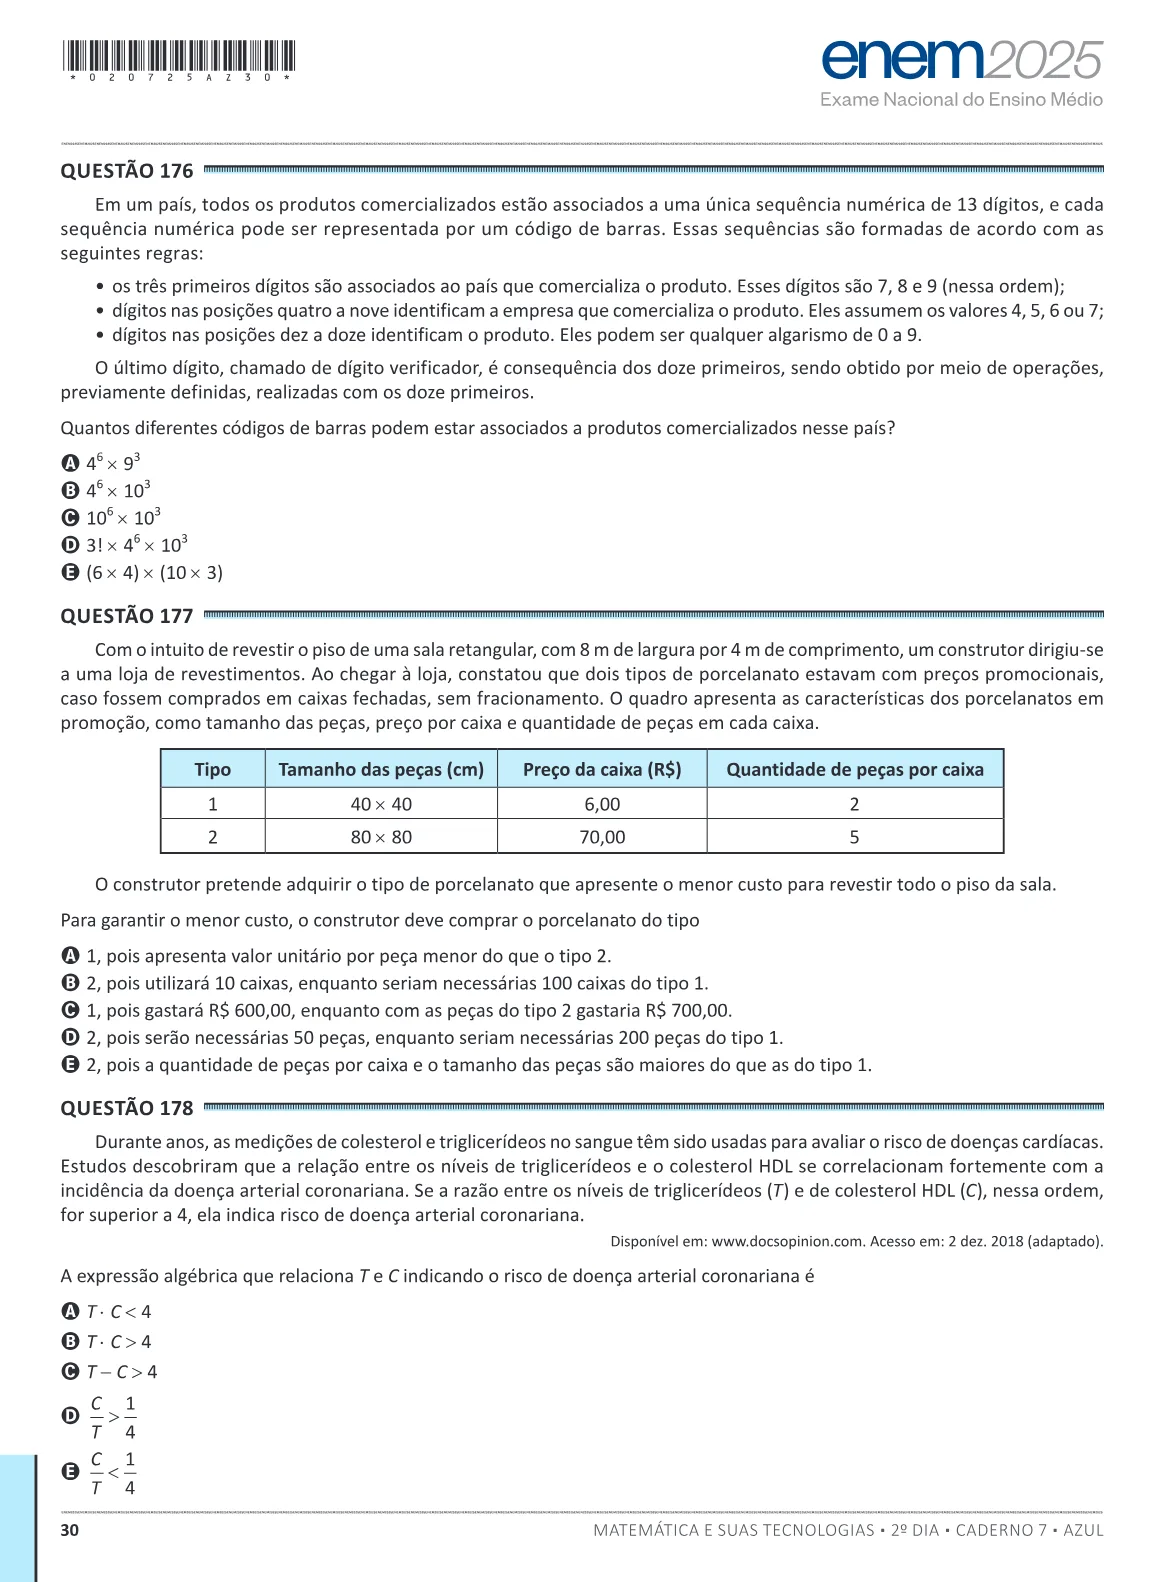 *020725AZ30*
enem2025
Exame Nacional do Ensino Médio
QUESTÃO 176
Em um país, todos os produtos comercializados estão associados a uma única sequência numérica de 13 dígitos, e cada
sequência numérica pode ser representada por um código de barras. Essas sequências são formadas de acordo com as
seguintes regras:
• os três primeiros dígitos são associados ao país que comercializa o produto. Esses dígitos são 7, 8 e 9 (nessa ordem);
• dígitos nas posições quatro a nove identificam a empresa que comercializa o produto. Eles assumem os valores 4, 5, 6 ou 7;
• dígitos nas posições dez a doze identificam o produto. Eles podem ser qualquer algarismo de 0 a 9.
O último dígito, chamado de dígito verificador, é consequência dos doze primeiros, sendo obtido por meio de operações,
previamente definidas, realizadas com os doze primeiros.
Quantos diferentes códigos de barras podem estar associados a produtos comercializados nesse país?
A 4⁶ × 9³
B 4⁶ × 10³
C 10⁶ × 10³
D 3! × 4⁶ × 10³
E (6 × 4) × (10 × 3)
QUESTÃO 177
Com o intuito de revestir o piso de uma sala retangular, com 8 m de largura por 4 m de comprimento, um construtor dirigiu-se
a uma loja de revestimentos. Ao chegar à loja, constatou que dois tipos de porcelanato estavam com preços promocionais,
caso fossem comprados em caixas fechadas, sem fracionamento. O quadro apresenta as características dos porcelanatos em
promoção, como tamanho das peças, preço por caixa e quantidade de peças em cada caixa.
Tipo Tamanho das peças (cm) Preço da caixa (R$) Quantidade de peças por caixa
1 40 × 40 6,00 2
2 80 × 80 70,00 5
O construtor pretende adquirir o tipo de porcelanato que apresente o menor custo para revestir todo o piso da sala.
Para garantir o menor custo, o construtor deve comprar o porcelanato do tipo
A 1, pois apresenta valor unitário por peça menor do que o tipo 2.
B 2, pois utilizará 10 caixas, enquanto seriam necessárias 100 caixas do tipo 1.
C 1, pois gastará R$ 600,00, enquanto com as peças do tipo 2 gastaria R$ 700,00.
D 2, pois serão necessárias 50 peças, enquanto seriam necessárias 200 peças do tipo 1.
E 2, pois a quantidade de peças por caixa e o tamanho das peças são maiores do que as do tipo 1.
QUESTÃO 178
Durante anos, as medições de colesterol e triglicerídeos no sangue têm sido usadas para avaliar o risco de doenças cardíacas.
Estudos descobriram que a relação entre os níveis de triglicerídeos e o colesterol HDL se correlacionam fortemente com a
incidência da doença arterial coronariana. Se a razão entre os níveis de triglicerídeos (T) e de colesterol HDL (C), nessa ordem,
for superior a 4, ela indica risco de doença arterial coronariana.
Disponível em: www.docsopinion.com. Acesso em: 2 dez. 2018 (adaptado).
A expressão algébrica que relaciona T e C indicando o risco de doença arterial coronariana é
A T · C < 4
B T · C > 4
C T − C > 4
D C/T > 1/4
E C/T < 1/4
30 MATEMÁTICA E SUAS TECNOLOGIAS • 2º DIA • CADERNO 7 • AZUL